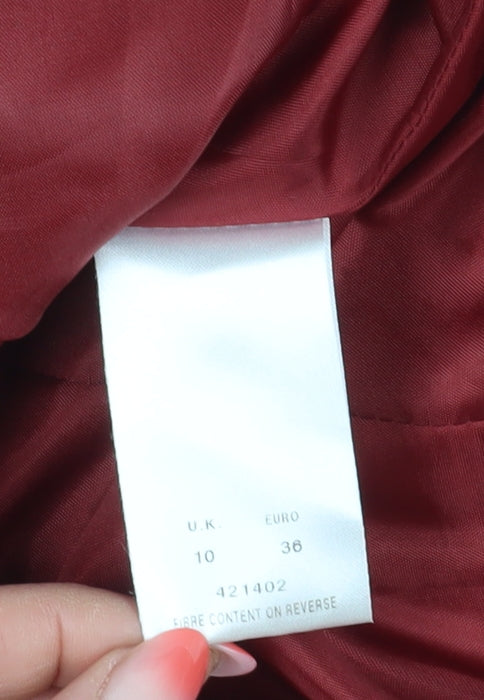 U.K. EURO
10 36
421402
FIBRE CONTENT ON REVERSE